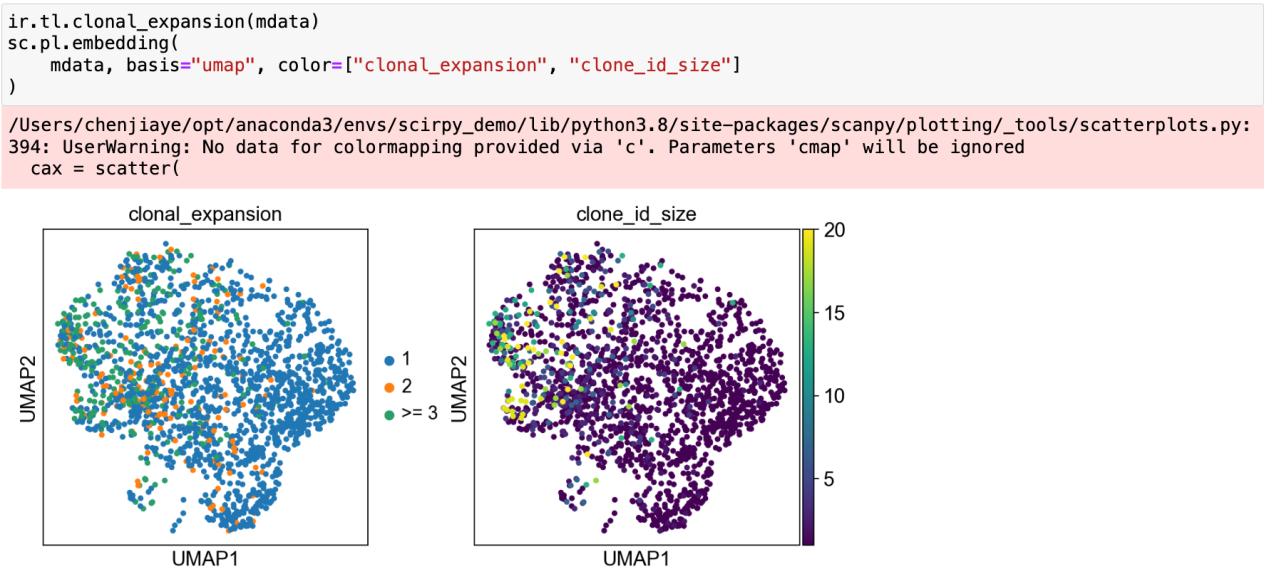 ir.tl.clonal_expansion(mdata)
sc.pl.embedding(
    mdata, basis="umap", color=["clonal_expansion", "clone_id_size"]
)
/Users/chenjiaye/opt/anaconda3/envs/scirpy_demo/lib/python3.8/site-packages/scanpy/plotting/_tools/scatterplots.py:
394: UserWarning: No data for colormapping provided via 'c'. Parameters 'cmap' will be ignored
  cax = scatter(
clonal_expansion
UMAP2
UMAP1
1
2
>= 3
clone_id_size
UMAP2
UMAP1
20
15
10
5